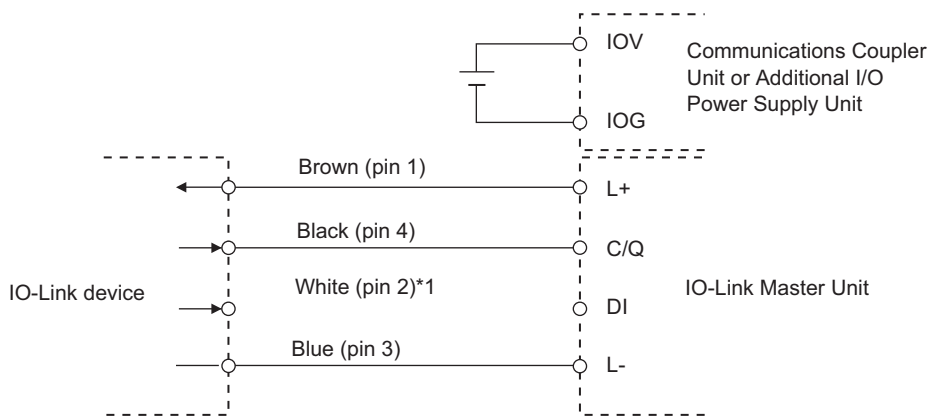 IOV
Communications Coupler
Unit or Additional I/O
Power Supply Unit
IOG
Brown (pin 1)
L+
Black (pin 4)
C/Q
IO-Link device
White (pin 2)*1
DI
IO-Link Master Unit
Blue (pin 3)
L-